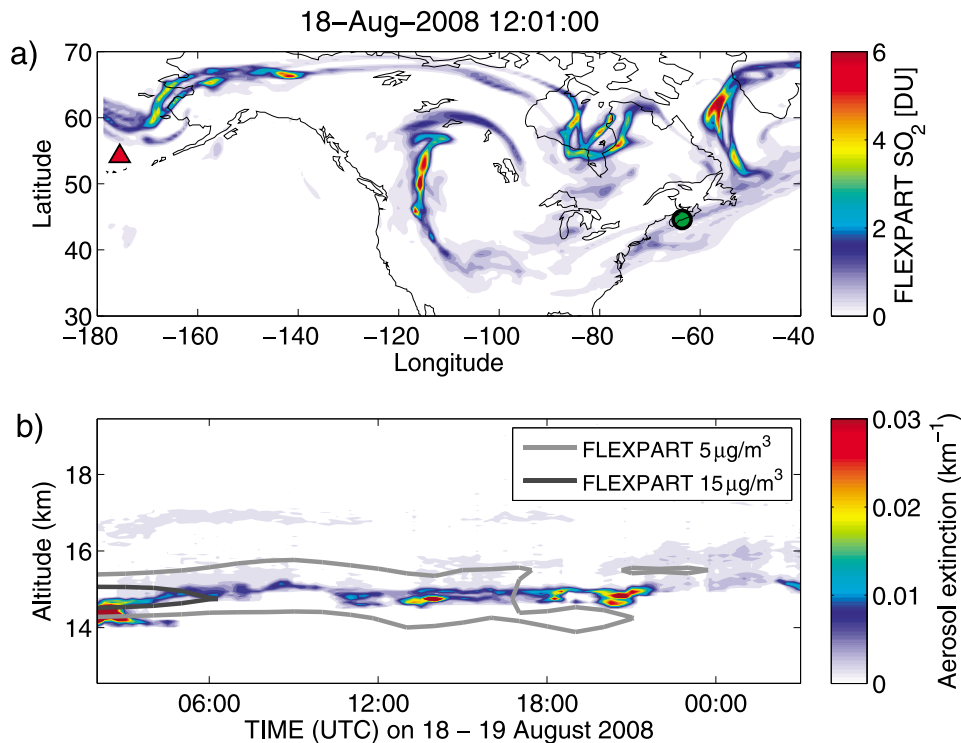 18−Aug−2008 12:01:00
a)
70
60
50
40
30
Latitude
−180
−160
−140
−120
−100
−80
−60
−40
Longitude
6
4
2
0
FLEXPART SO2 [DU]
b)
FLEXPART 5µg/m3
FLEXPART 15µg/m3
18
16
14
Altitude (km)
06:00
12:00
18:00
00:00
TIME (UTC) on 18 − 19 August 2008
0.03
0.02
0.01
0
Aerosol extinction (km−1)